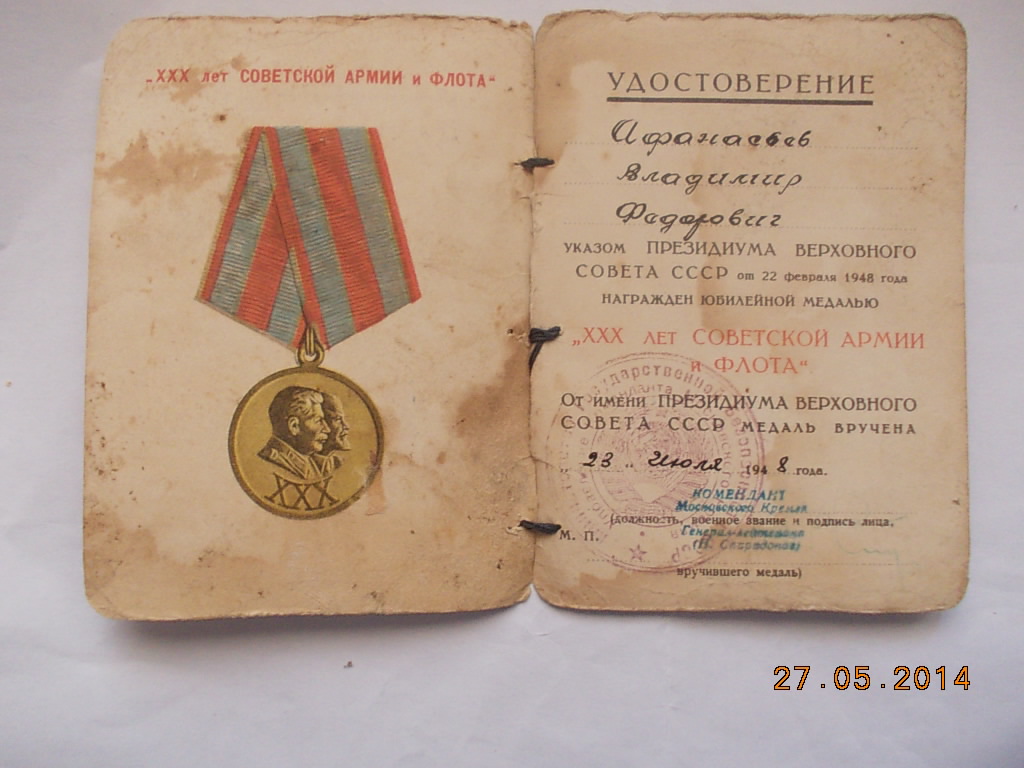 „XXX лет СОВЕТСКОЙ АРМИИ и ФЛОТА“
XXX
УДОСТОВЕРЕНИЕ
Афанасьев
Владимир
Федорович
УКАЗОМ ПРЕЗИДИУМА ВЕРХОВНОГО
СОВЕТА СССР от 22 февраля 1948 года
НАГРАЖДЕН ЮБИЛЕЙНОЙ МЕДАЛЬЮ
„XXX ЛЕТ СОВЕТСКОЙ АРМИИ
и ФЛОТА“
От имени ПРЕЗИДИУМА ВЕРХОВНОГО
СОВЕТА СССР МЕДАЛЬ ВРУЧЕНА
„23„ июля 1948 года.
КОМЕНДАНТ
Московского Кремля
(должность, военное звание и подпись лица,
Генерал-лейтенант
М. П.
вручившего медаль)
27.05.2014